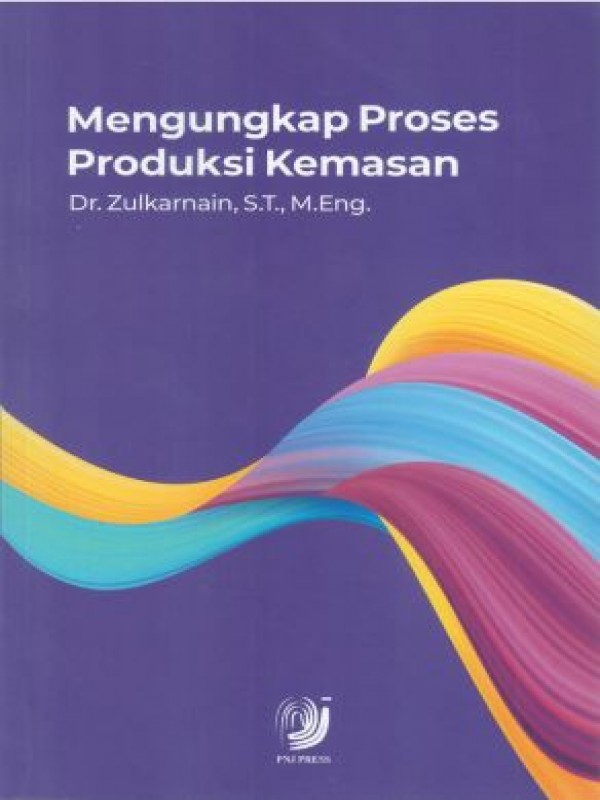 Mengungkap Proses
Produksi Kemasan
Dr. Zulkarnain, S.T., M.Eng.
PNJ PRESS